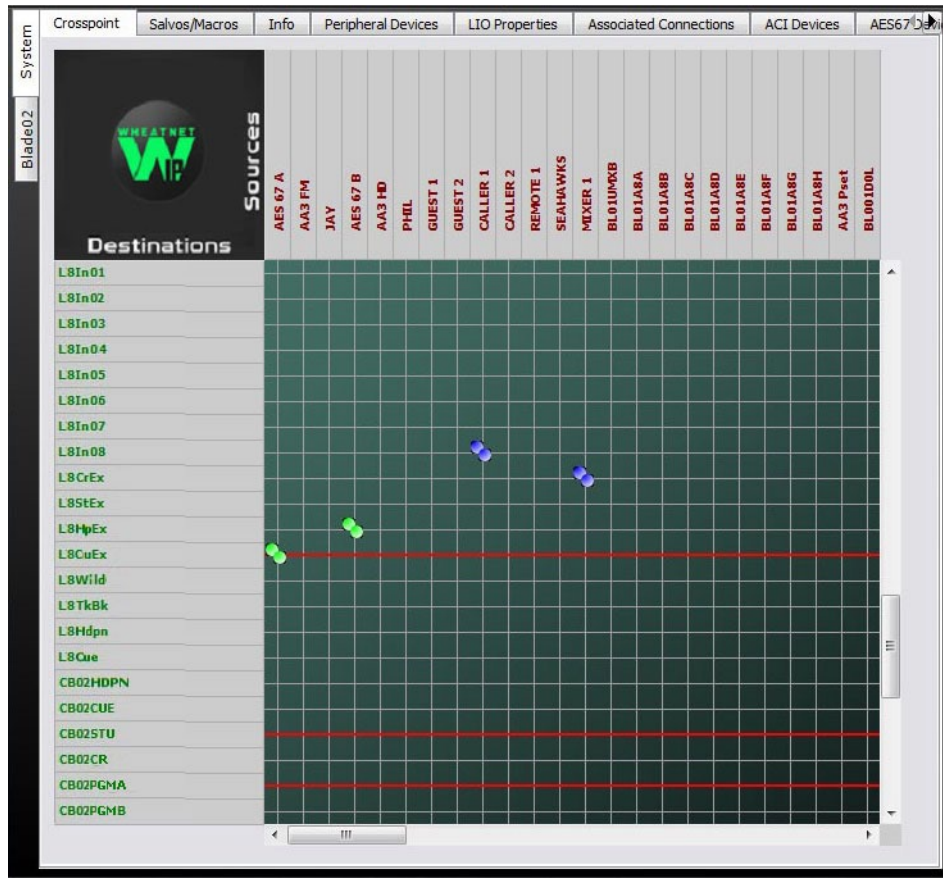 Crosspoint Salvos/Macros Info Peripheral Devices LIO Properties Associated Connections ACI Devices AES67
System
Blade02
WHEATNET
W
IP
Sources
Destinations
AES 67 A
AA3 FM
JAY
AES 67 B
AA3 HD
PHIL
GUEST 1
GUEST 2
CALLER 1
CALLER 2
REMOTE 1
SEAHAWKS
MIXER 1
BL01UMXB
BL01A8A
BL01A8B
BL01A8C
BL01A8D
BL01A8E
BL01A8F
BL01A8G
BL01A8H
AA3 Pset
BL001D0L
L8In01
L8In02
L8In03
L8In04
L8In05
L8In06
L8In07
L8In08
L8CrEx
L8StEx
L8HpEx
L8CuEx
L8Wild
L8TkBk
L8Hdpn
L8Cue
CB02HDPN
CB02CUE
CB02STU
CB02CR
CB02PGMA
CB02PGMB